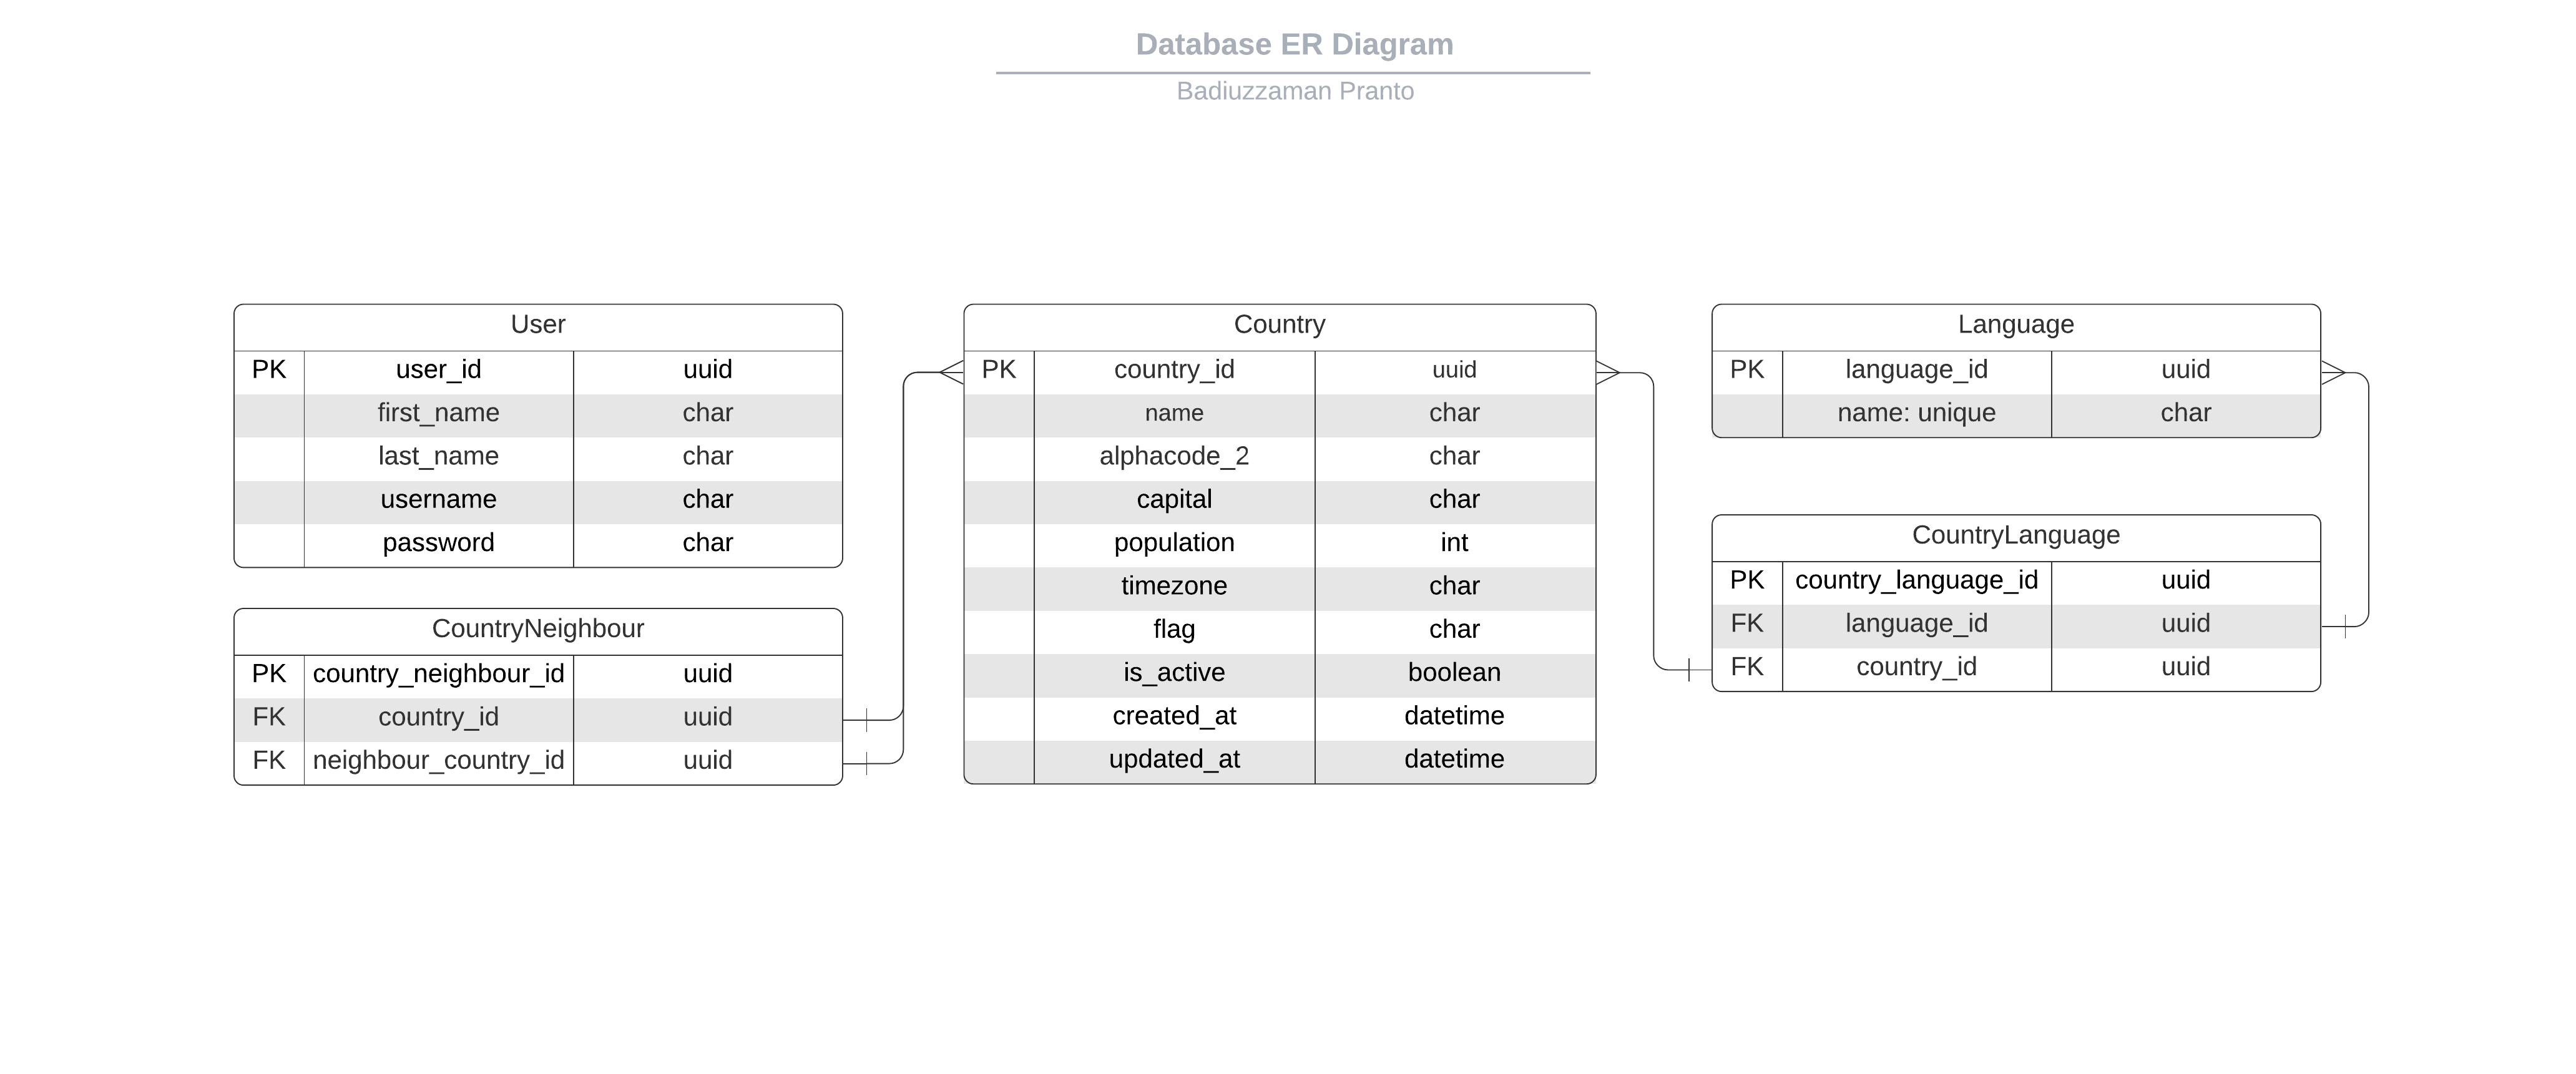 Database ER Diagram
Badiuzzaman Pranto
User
PK user_id uuid
first_name char
last_name char
username char
password char
CountryNeighbour
PK country_neighbour_id uuid
FK country_id uuid
FK neighbour_country_id uuid
Country
PK country_id uuid
name char
alphacode_2 char
capital char
population int
timezone char
flag char
is_active boolean
created_at datetime
updated_at datetime
Language
PK language_id uuid
name: unique char
CountryLanguage
PK country_language_id uuid
FK language_id uuid
FK country_id uuid